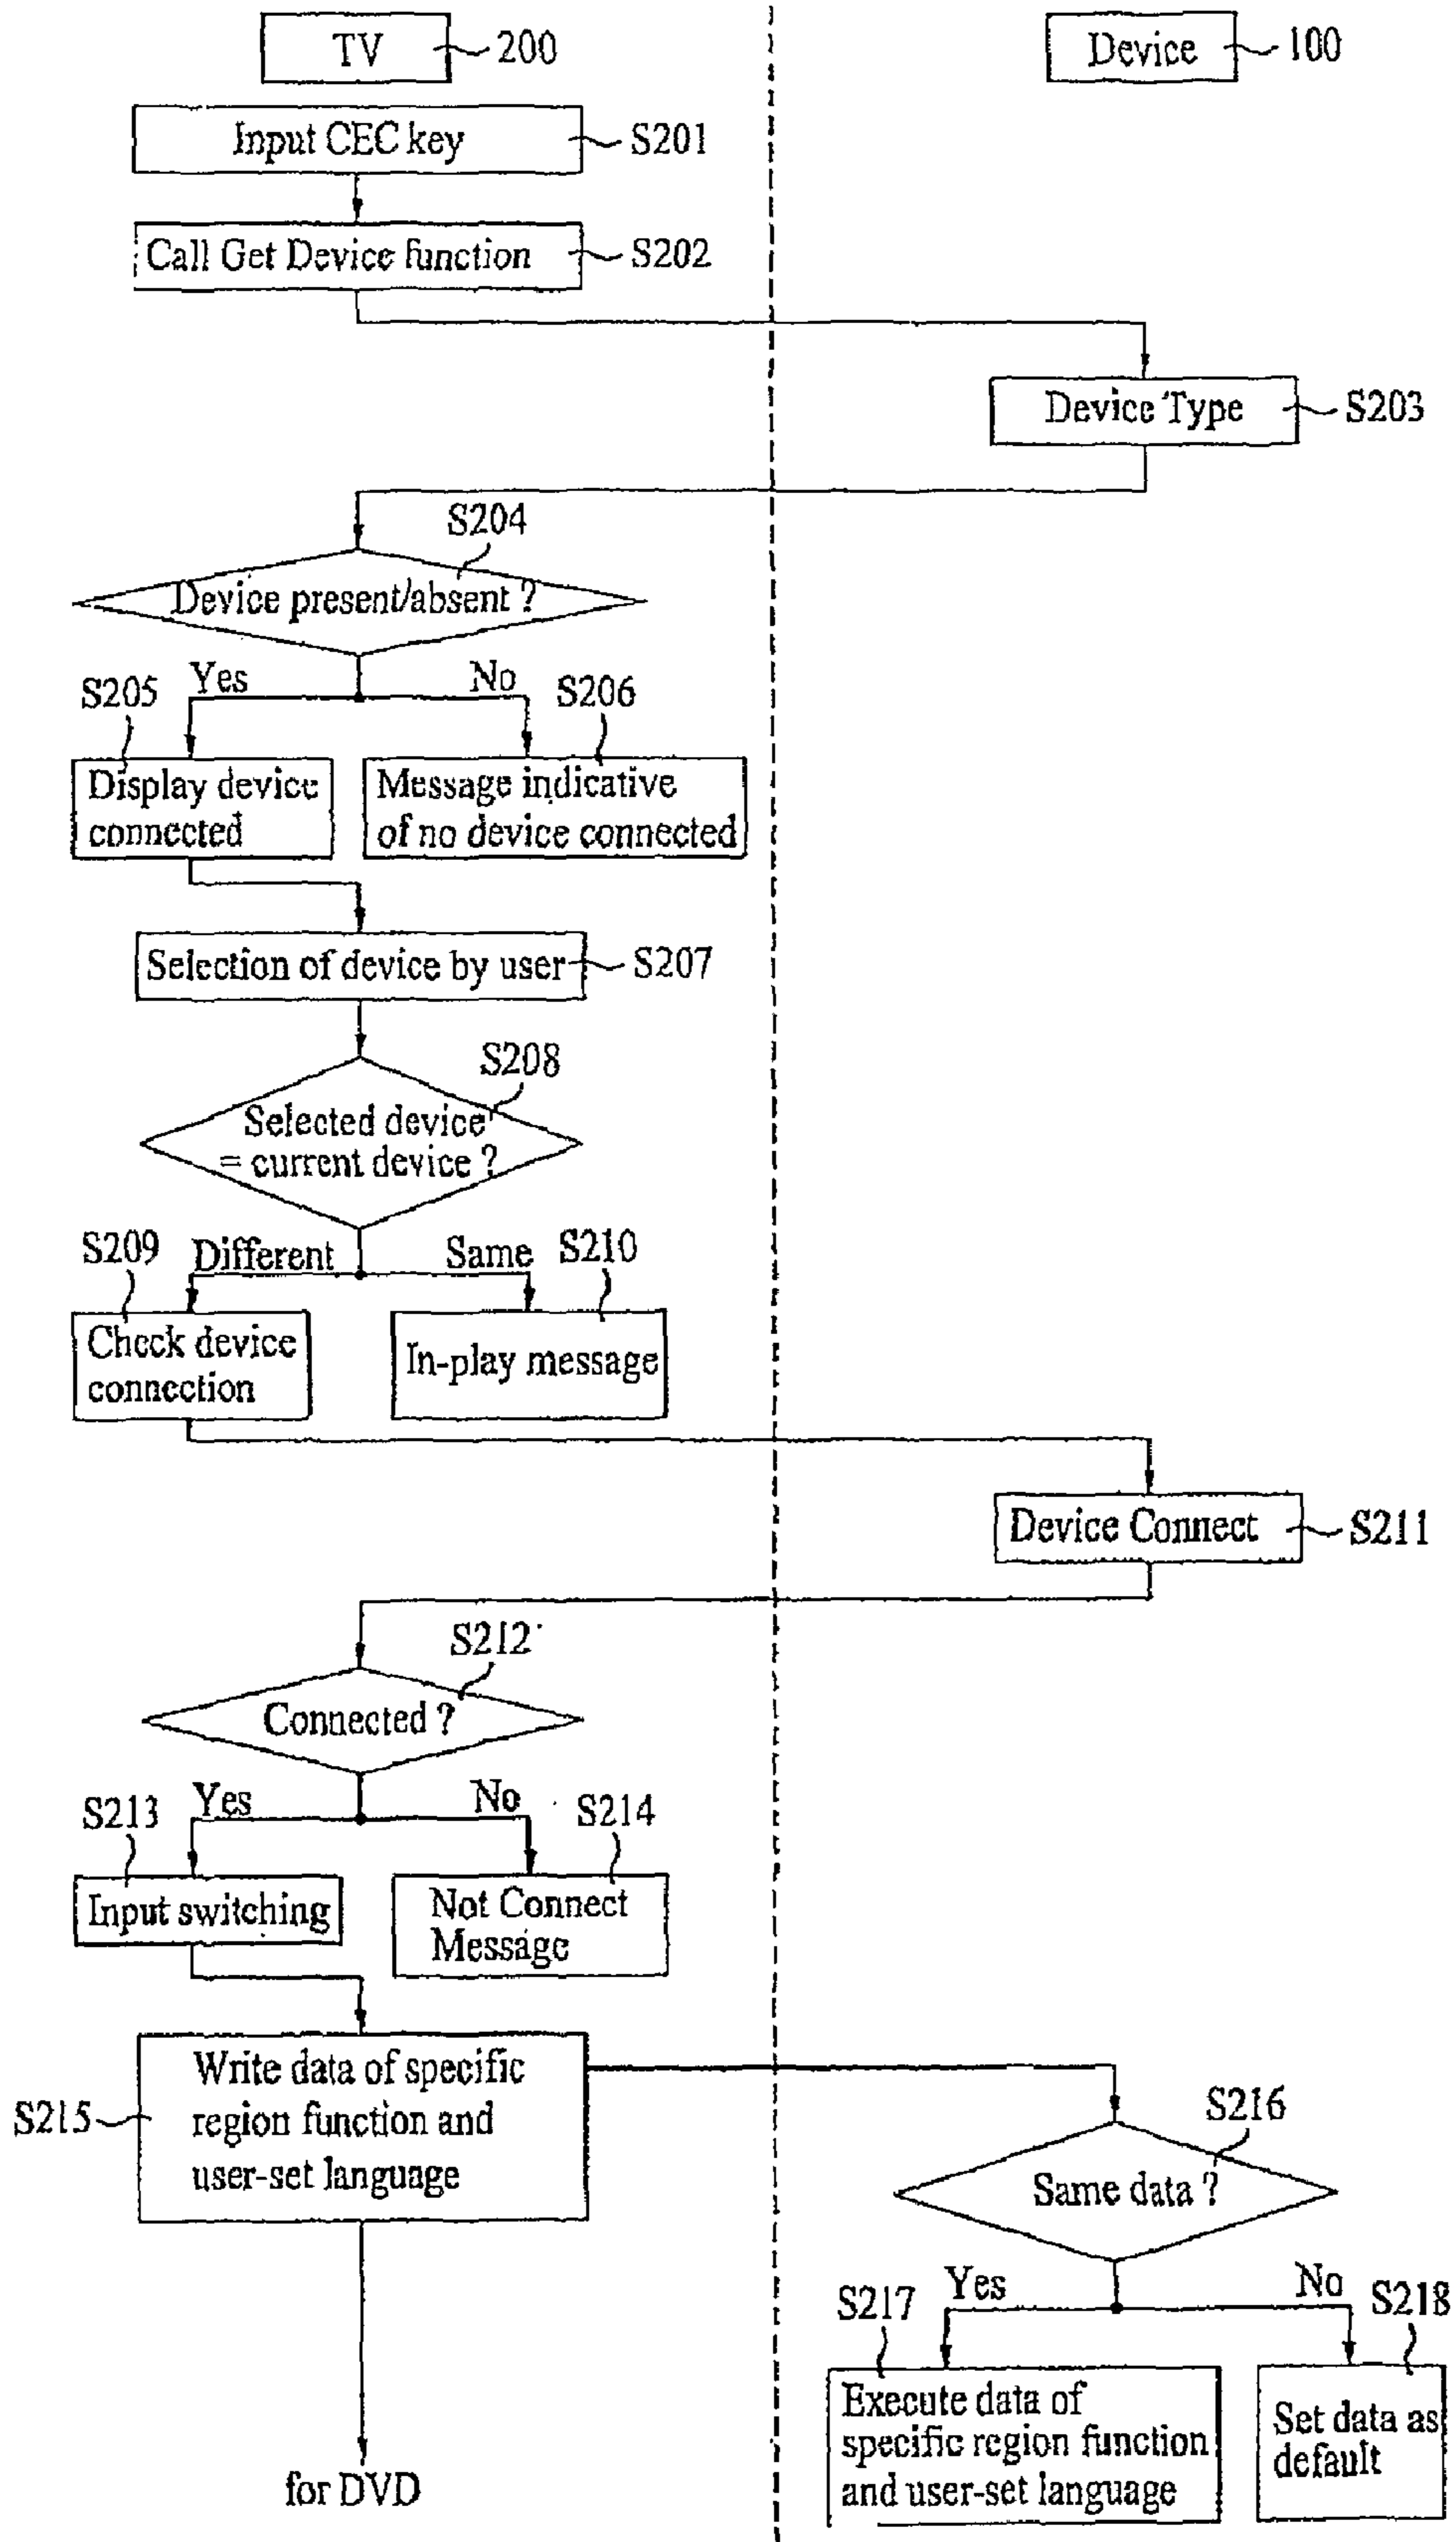 TV
200
Device
100
Input CEC key
S201
Call Get Device function
S202
Device Type
S203
S204
Device present/absent ?
Yes
No
S205
S206
Display device
connected
Message indicative
of no device connected
Selection of device by user
S207
S208
Selected device
= current device ?
S209
Different
Same
S210
Check device
connection
In-play message
Device Connect
S211
S212
Connected ?
S213
Yes
No
S214
Input switching
Not Connect
Message
S215
Write data of specific
region function and
user-set language
S216
Same data ?
S217
Yes
No
S218
Execute data of
specific region function
and user-set language
Set data as
default
for DVD